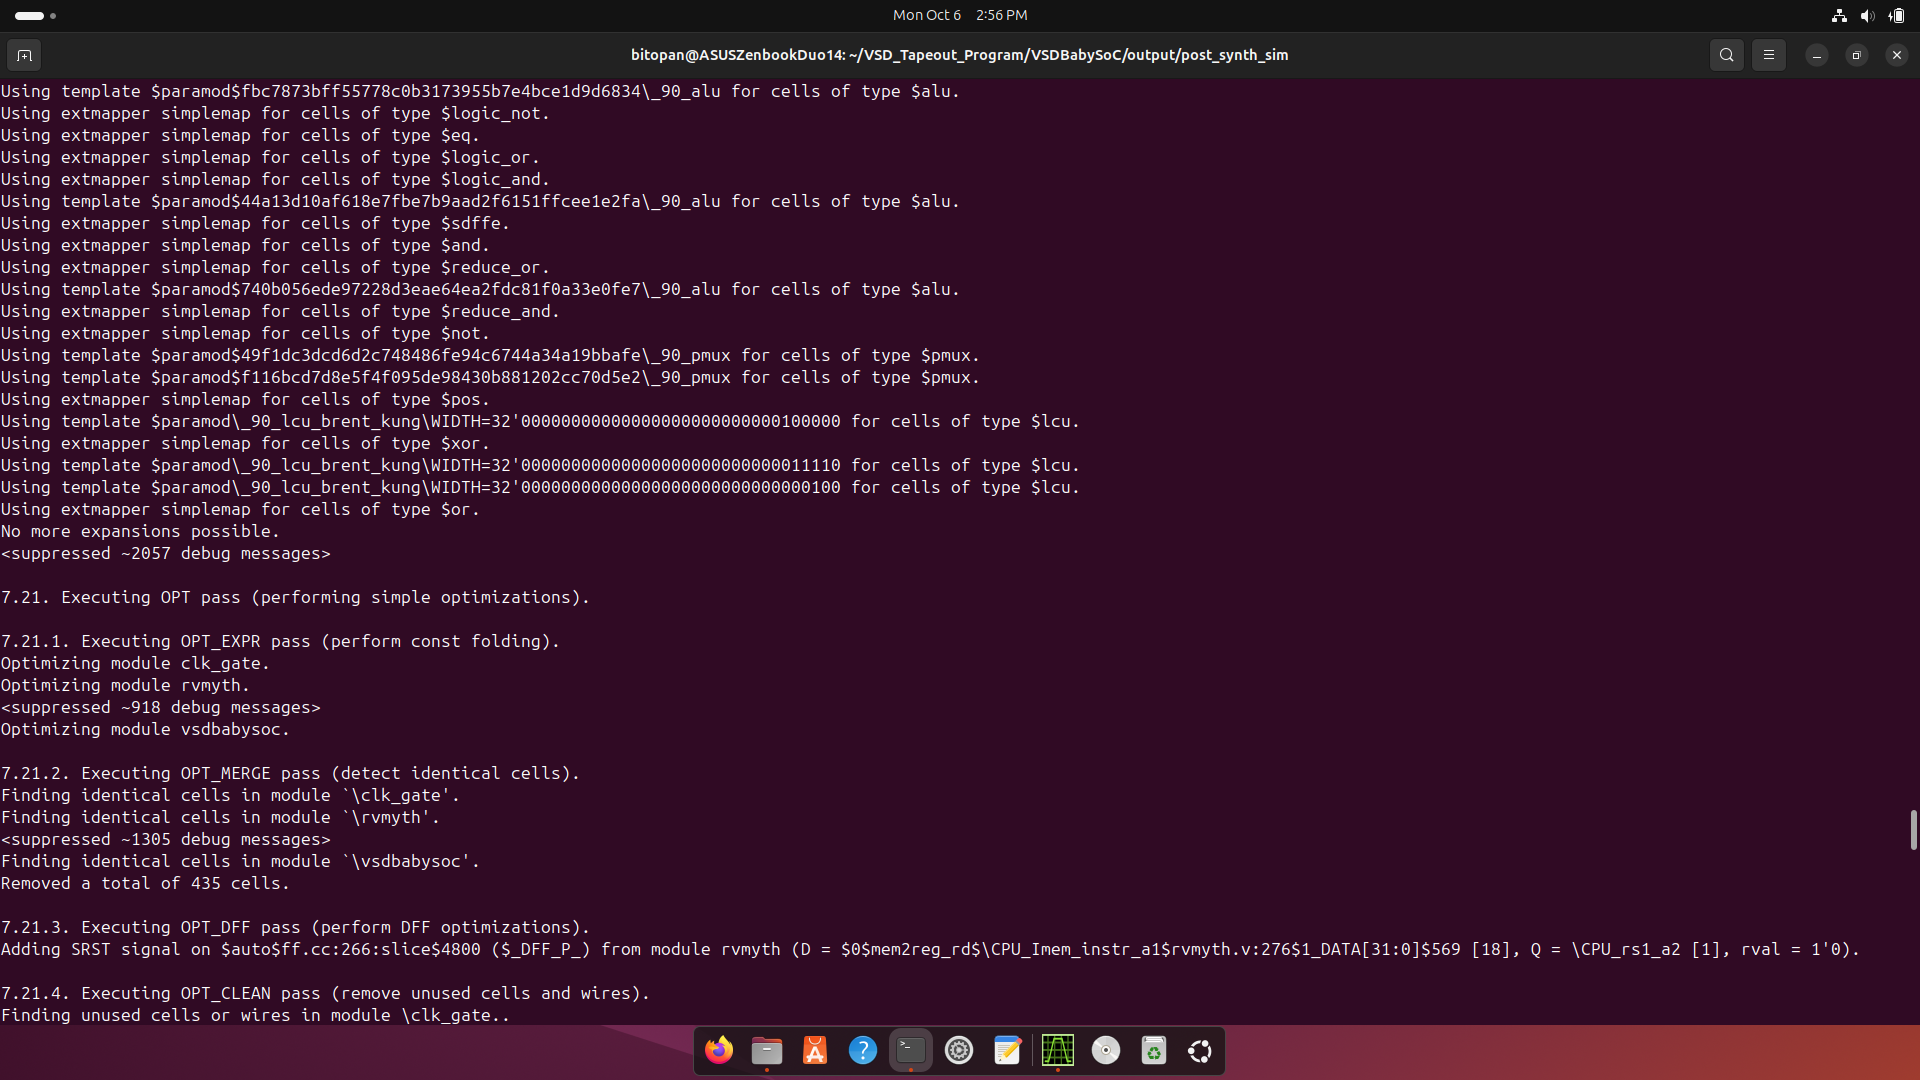 Mon Oct 6 2:56 PM
bitopan@ASUSZenbookDuo14: ~/VSD_Tapeout_Program/VSDBabySoC/output/post_synth_sim
Using template $paramod$fbc7873bff55778c0b3173955b7e4bce1d9d6834\_90_alu for cells of type $alu.
Using extmapper simplemap for cells of type $logic_not.
Using extmapper simplemap for cells of type $eq.
Using extmapper simplemap for cells of type $logic_or.
Using extmapper simplemap for cells of type $logic_and.
Using template $paramod$44a13d10af618e7fbe7b9aad2f6151ffcee1e2fa\_90_alu for cells of type $alu.
Using extmapper simplemap for cells of type $sdffe.
Using extmapper simplemap for cells of type $and.
Using extmapper simplemap for cells of type $reduce_or.
Using template $paramod$740b056ede97228d3eae64ea2fdc81f0a33e0fe7\_90_alu for cells of type $alu.
Using extmapper simplemap for cells of type $reduce_and.
Using extmapper simplemap for cells of type $not.
Using template $paramod$49f1dc3dcd6d2c748486fe94c6744a34a19bbafe\_90_pmux for cells of type $pmux.
Using template $paramod$f116bcd7d8e5f4f095de98430b881202cc70d5e2\_90_pmux for cells of type $pmux.
Using extmapper simplemap for cells of type $pos.
Using template $paramod\_90_lcu_brent_kung\WIDTH=32'00000000000000000000000000100000 for cells of type $lcu.
Using extmapper simplemap for cells of type $xor.
Using template $paramod\_90_lcu_brent_kung\WIDTH=32'00000000000000000000000000011110 for cells of type $lcu.
Using template $paramod\_90_lcu_brent_kung\WIDTH=32'00000000000000000000000000000100 for cells of type $lcu.
Using extmapper simplemap for cells of type $or.
No more expansions possible.
<suppressed ~2057 debug messages>
7.21. Executing OPT pass (performing simple optimizations).
7.21.1. Executing OPT_EXPR pass (perform const folding).
Optimizing module clk_gate.
Optimizing module rvmyth.
<suppressed ~918 debug messages>
Optimizing module vsdbabysoc.
7.21.2. Executing OPT_MERGE pass (detect identical cells).
Finding identical cells in module `\clk_gate'.
Finding identical cells in module `\rvmyth'.
<suppressed ~1305 debug messages>
Finding identical cells in module `\vsdbabysoc'.
Removed a total of 435 cells.
7.21.3. Executing OPT_DFF pass (perform DFF optimizations).
Adding SRST signal on $auto$ff.cc:266:slice$4800 ($_DFF_P_) from module rvmyth (D = $0$mem2reg_rd$\CPU_Imem_instr_a1$rvmyth.v:276$1_DATA[31:0]$569 [18], Q = \CPU_rs1_a2 [1], rval = 1'0).
7.21.4. Executing OPT_CLEAN pass (remove unused cells and wires).
Finding unused cells or wires in module \clk_gate..